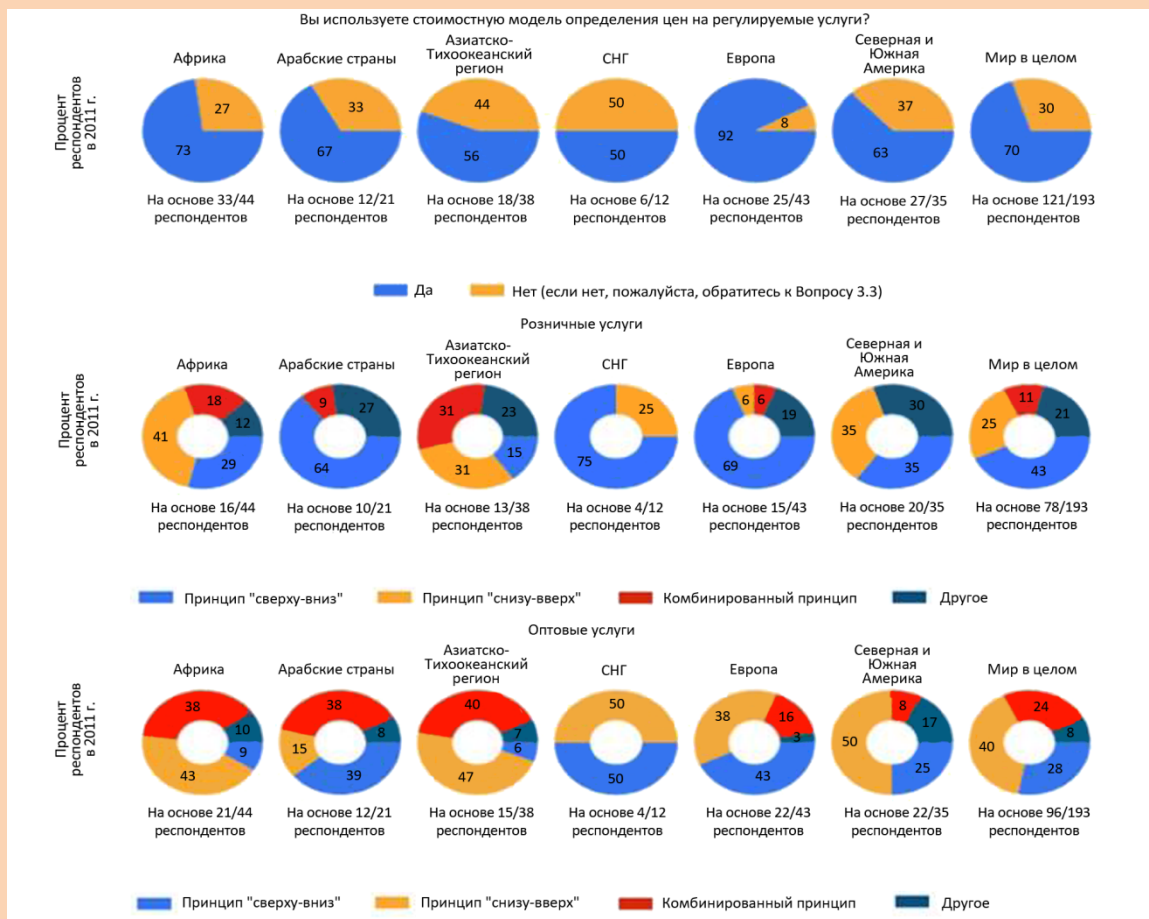 Вы используете стоимостную модель определения цен на регулируемые услуги?
Процент
респондентов
в 2011 г.
Африка
Арабские страны
Азиатско-
Тихоокеанский
регион
СНГ
Европа
Северная и
Южная
Америка
Мир в целом
27
73
33
67
44
56
50
50
92
8
37
63
30
70
На основе 33/44
респондентов
На основе 12/21
респондентов
На основе 18/38
респондентов
На основе 6/12
респондентов
На основе 25/43
респондентов
На основе 27/35
респондентов
На основе 121/193
респондентов
Да
Нет (если нет, пожалуйста, обратитесь к Вопросу 3.3)
Розничные услуги
Процент
респондентов
в 2011 г.
Африка
Арабские страны
Азиатско-
Тихоокеанский
регион
СНГ
Европа
Северная и
Южная
Америка
Мир в целом
18
41
12
29
9
27
64
31
23
31
15
25
75
6
6
19
69
30
35
35
11
25
21
43
На основе 16/44
респондентов
На основе 10/21
респондентов
На основе 13/38
респондентов
На основе 4/12
респондентов
На основе 15/43
респондентов
На основе 20/35
респондентов
На основе 78/193
респондентов
Принцип "сверху-вниз"
Принцип "снизу-вверх"
Комбинированный принцип
Другое
Оптовые услуги
Процент
респондентов
в 2011 г.
Африка
Арабские страны
Азиатско-
Тихоокеанский
регион
СНГ
Европа
Северная и
Южная
Америка
Мир в целом
38
10
9
43
38
15
8
39
40
7
6
47
50
50
38
16
3
43
8
17
50
25
24
40
8
28
На основе 21/44
респондентов
На основе 12/21
респондентов
На основе 15/38
респондентов
На основе 4/12
респондентов
На основе 22/43
респондентов
На основе 22/35
респондентов
На основе 96/193
респондентов
Принцип "сверху-вниз"
Принцип "снизу-вверх"
Комбинированный принцип
Другое